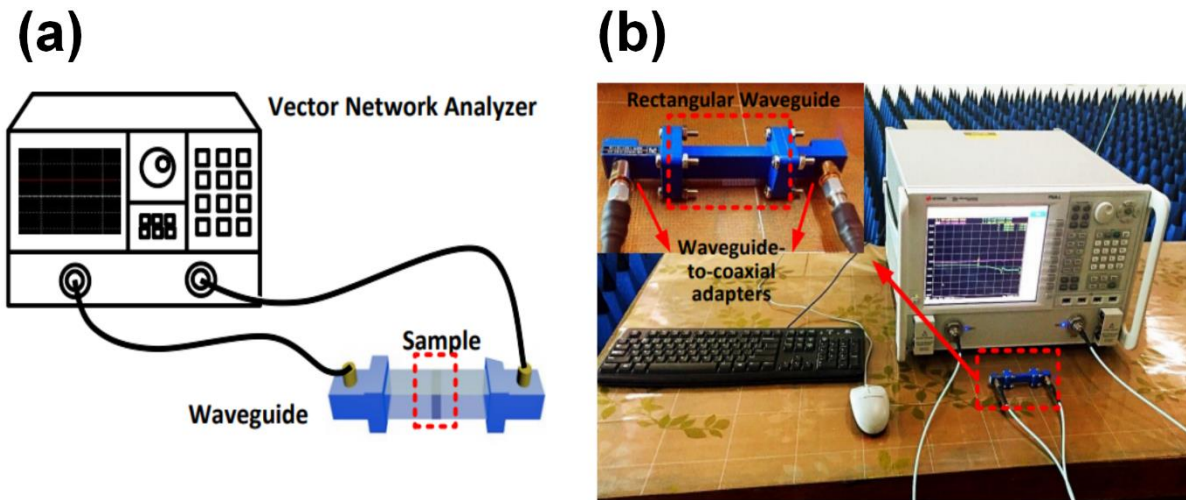 (a)
(b)
Vector Network Analyzer
Sample
Waveguide
Rectangular Waveguide
Waveguide-
to-coaxial
adapters